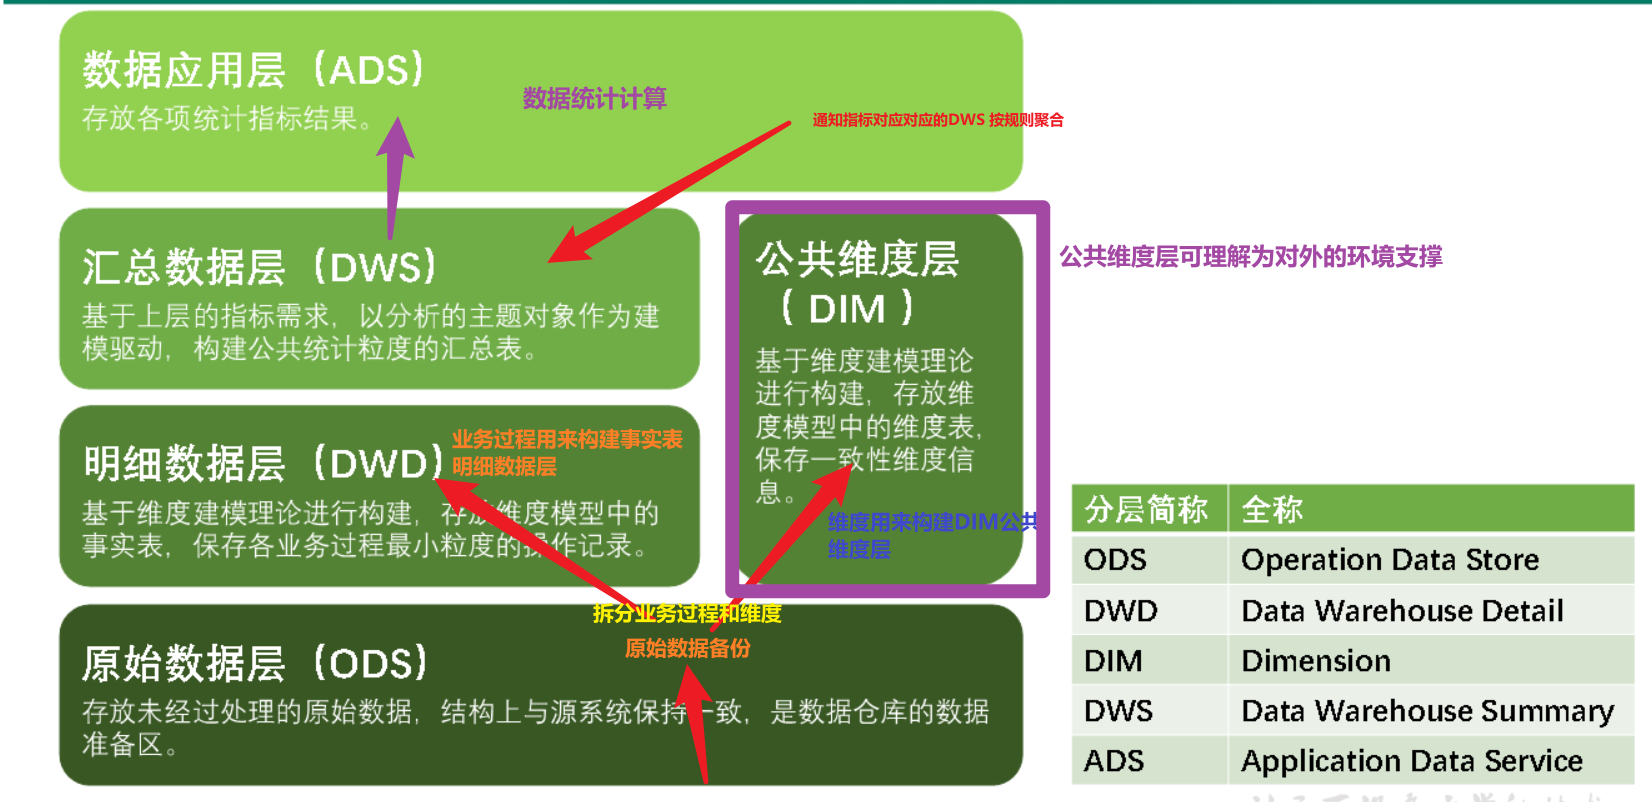 数据应用层（ADS）
存放各项统计指标结果。
数据统计计算
通知指标对应对应的DWS 按规则聚合
汇总数据层（DWS）
基于上层的指标需求，以分析的主题对象作为建
模驱动，构建公共统计粒度的汇总表。
公共维度层
（ DIM ）
基于维度建模理论
进行构建，存放维
度模型中的维度表，
保存一致性维度信
息。
公共维度层可理解为对外的环境支撑
维度用来构建DIM公共
维度层
明细数据层（DWD）
业务过程用来构建事实表
明细数据层
基于维度建模理论进行构建，存放维度模型中的
事实表，保存各业务过程最小粒度的操作记录。
拆分业务过程和维度
原始数据备份
原始数据层（ODS）
存放未经过处理的原始数据，结构上与源系统保持一致，是数据仓库的数据
准备区。
分层简称 全称
ODS Operation Data Store
DWD Data Warehouse Detail
DIM Dimension
DWS Data Warehouse Summary
ADS Application Data Service